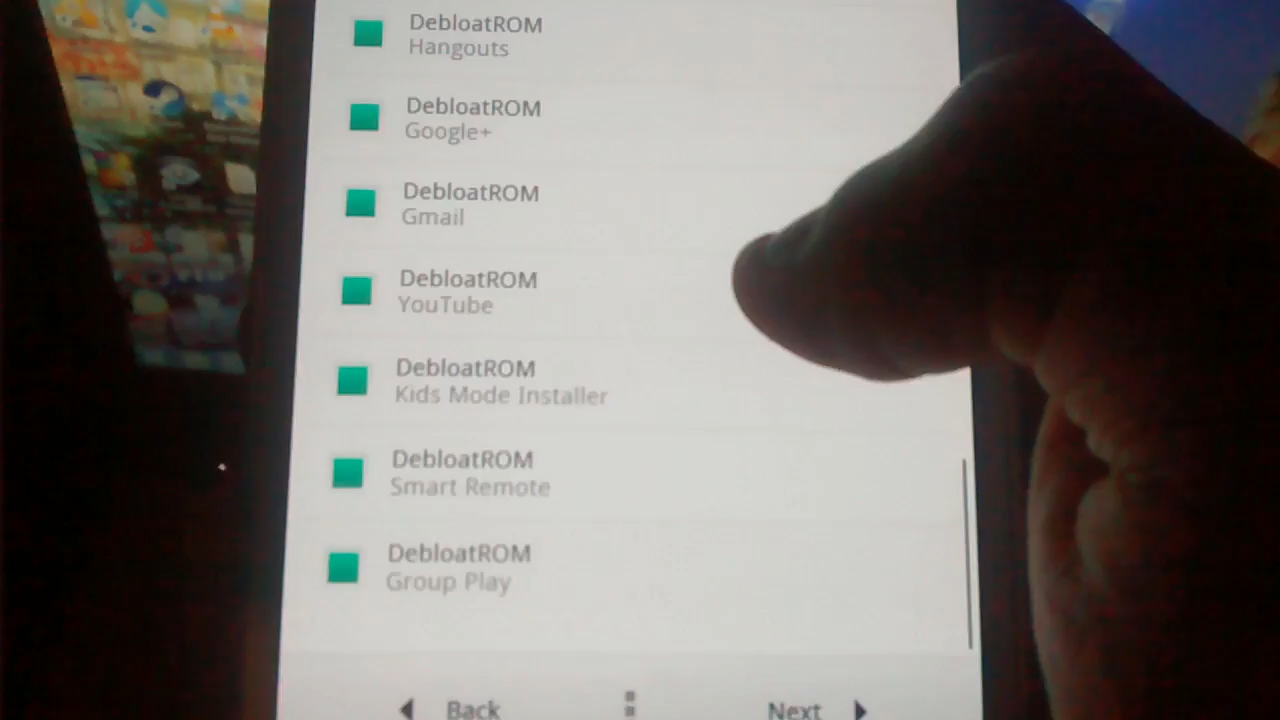 DebloatROM
Hangouts
DebloatROM
Google+
DebloatROM
Gmail
DebloatROM
YouTube
DebloatROM
Kids Mode Installer
DebloatROM
Smart Remote
DebloatROM
Group Play
Back
Next